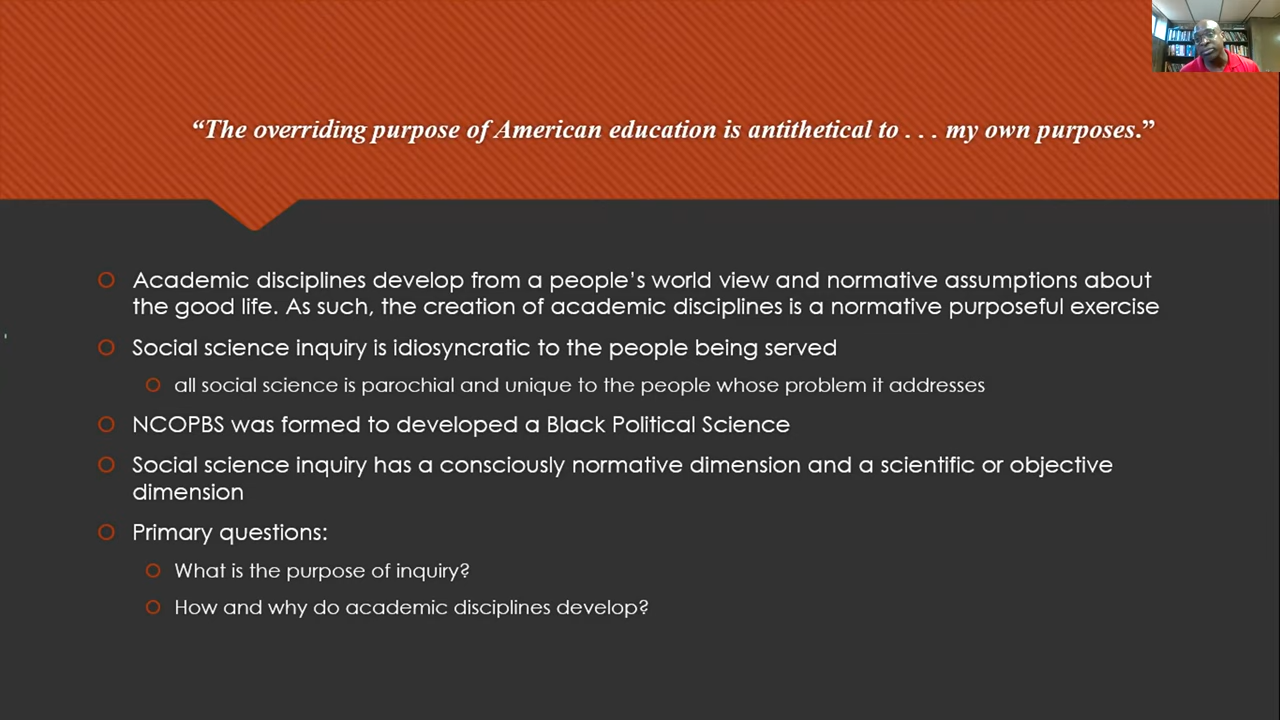 “The overriding purpose of American education is antithetical to . . . my own purposes.”
Academic disciplines develop from a people’s world view and normative assumptions about
the good life. As such, the creation of academic disciplines is a normative purposeful exercise
Social science inquiry is idiosyncratic to the people being served
all social science is parochial and unique to the people whose problem it addresses
NCOPBS was formed to developed a Black Political Science
Social science inquiry has a consciously normative dimension and a scientific or objective
dimension
Primary questions:
What is the purpose of inquiry?
How and why do academic disciplines develop?